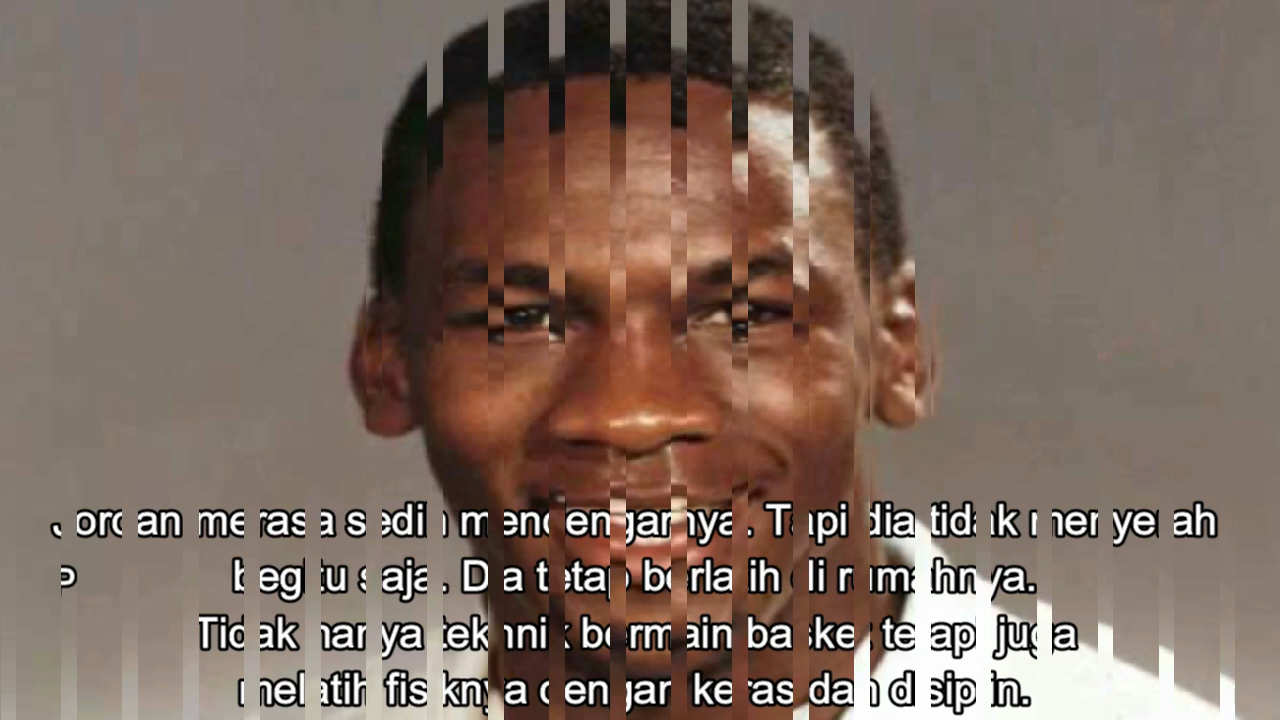 Jordan merasa sedih mendengarnya. Tapi dia tidak menyerah
begitu saja. Dia tetap berlatih di rumahnya.
Tidak hanya teknik bermain basket tetapi juga
melatih fisiknya dengan keras dan disiplin.